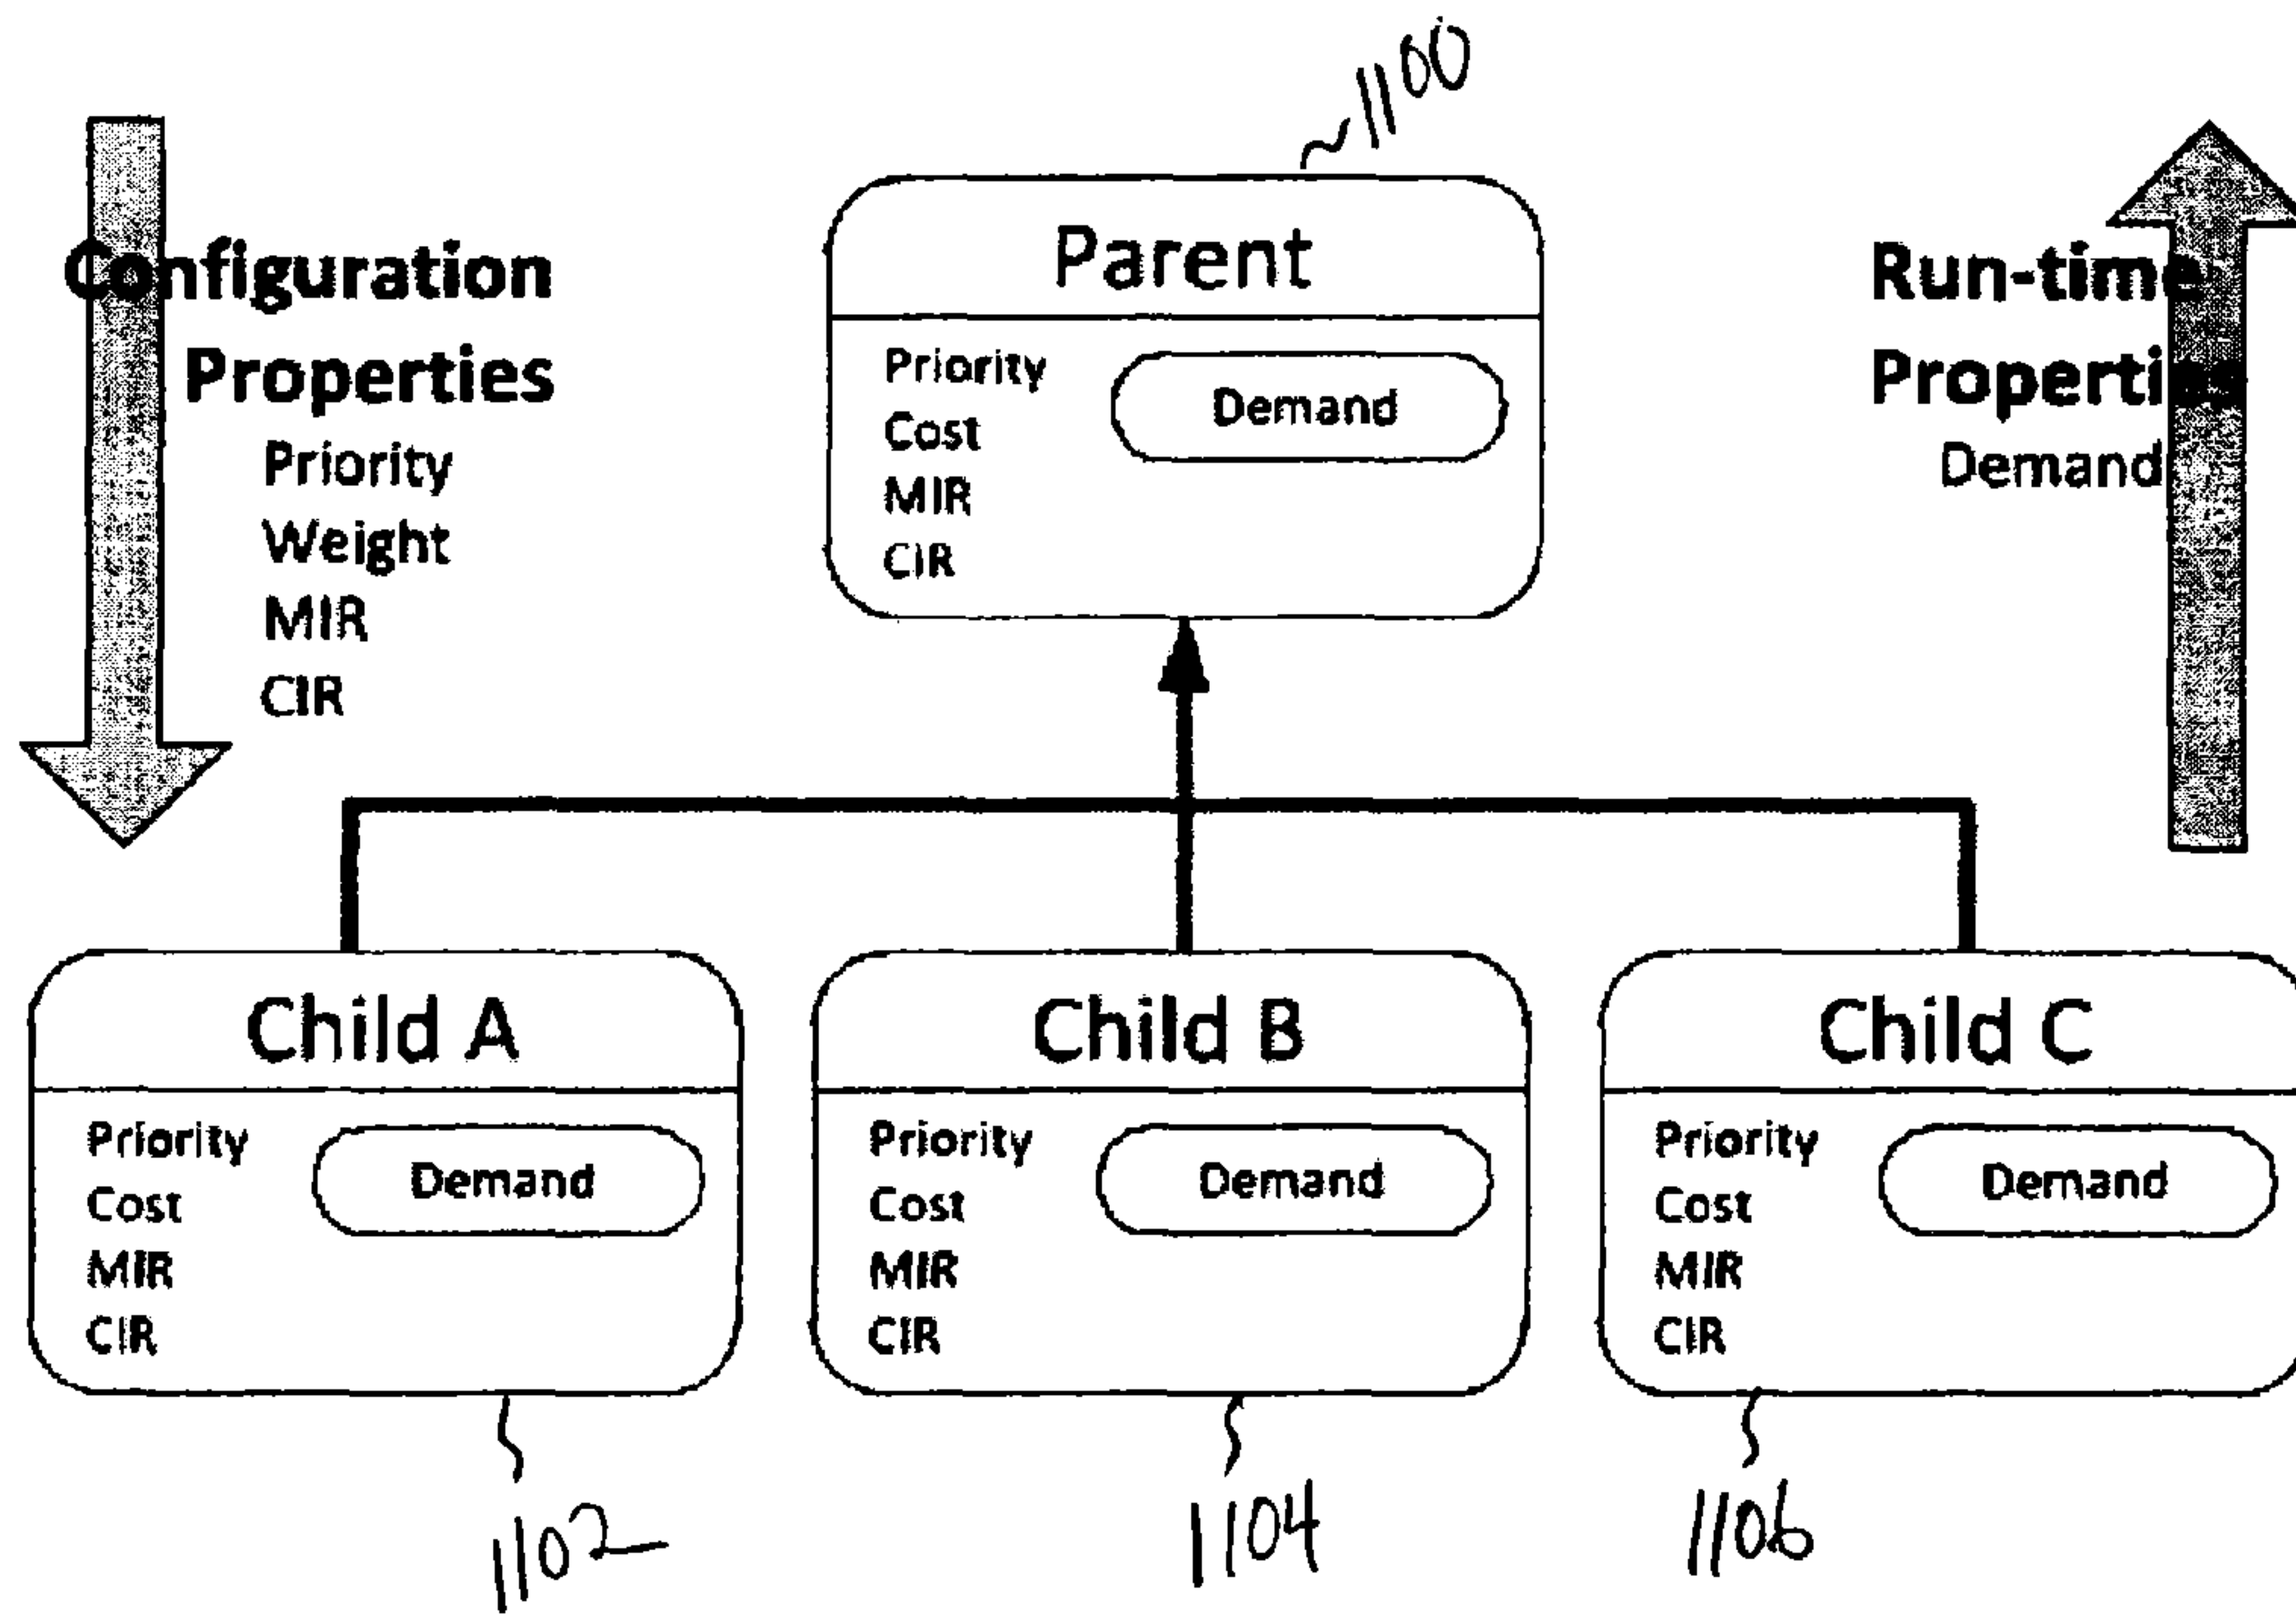 1100
Configuration
Properties
Priority
Weight
MIR
CIR
Parent
Priority
Cost
MIR
CIR
Demand
Run-time
Properties
Demand
Child A
Priority
Cost
MIR
CIR
Demand
Child B
Priority
Cost
MIR
CIR
Demand
Child C
Priority
Cost
MIR
CIR
Demand
1102
1104
1106